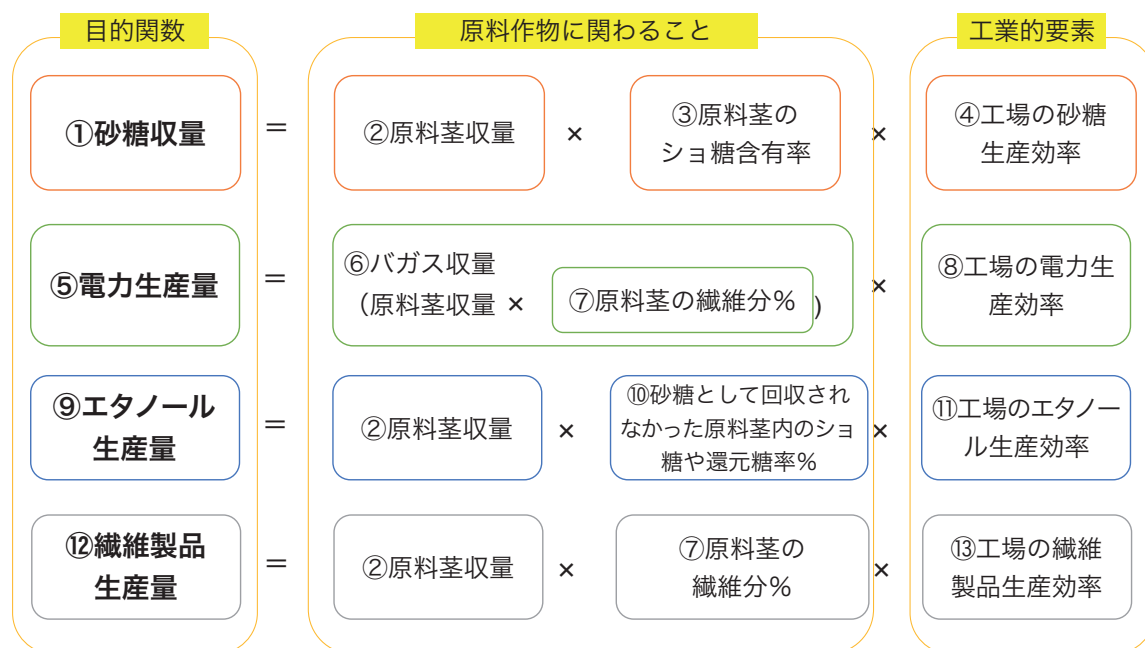 目的関数
原料作物に関わること
工業的要素
①砂糖収量
=
②原料茎収量
×
③原料茎の
ショ糖含有率
×
④工場の砂糖
生産効率
⑤電力生産量
=
⑥バガス収量
（原料茎収量 ×
⑦原料茎の繊維分%
)
×
⑧工場の電力生
産効率
⑨エタノール
生産量
=
②原料茎収量
×
⑩砂糖として回収され
なかった原料茎内のショ
糖や還元糖率%
×
⑪工場のエタノー
ル生産効率
⑫繊維製品
生産量
=
②原料茎収量
×
⑦原料茎の
繊維分%
×
⑬工場の繊維
製品生産効率